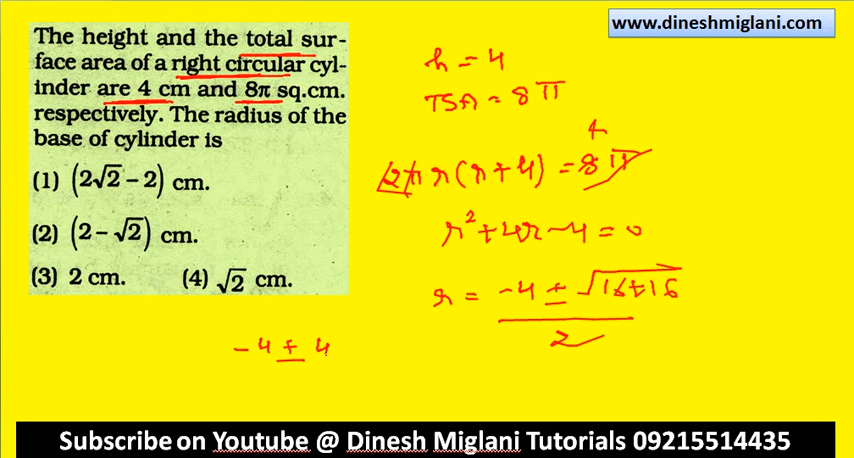 www.dineshmiglani.com
The height and the total sur-
face area of a right circular cyl-
inder are 4 cm and 8π sq.cm.
respectively. The radius of the
base of cylinder is
(1) (2√2 – 2) cm.
(2) (2– √2) cm.
(3) 2 cm. (4) √2 cm.
h = 4
TSA = 8π
4
2π r(r+4) = 8π
r² + 4r – 4 = 0
r = -4 ± √16+16
2
-4 ± 4
Subscribe on Youtube @ Dinesh Miglani Tutorials 09215514435